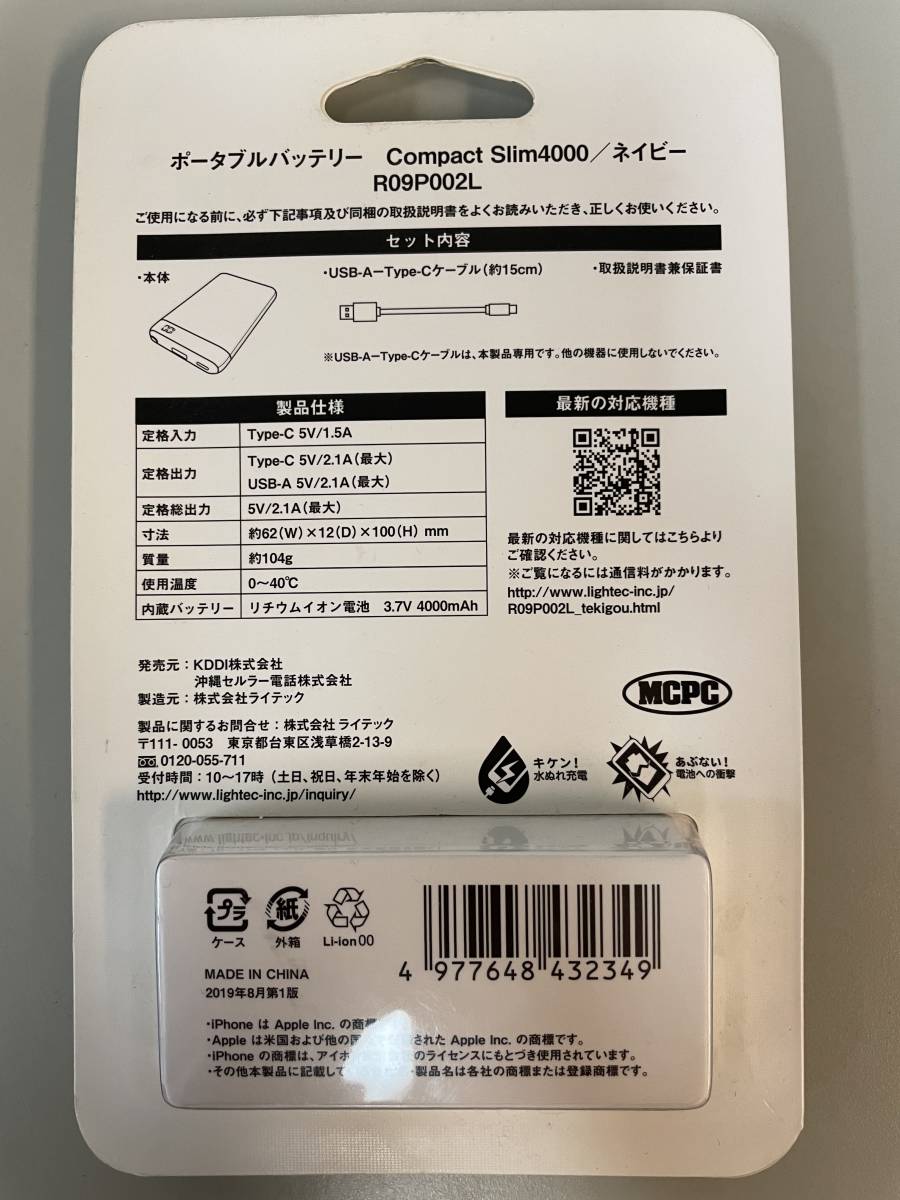 ポータブルバッテリー Compact Slim4000／ネイビー
R09P002L
ご使用になる前に、必ず下記事項及び同梱の取扱説明書をよくお読みいただき、正しくお使いください。
セット内容
・本体
・USB-AーType-Cケーブル（約15cm）
・取扱説明書兼保証書
※USB-AーType-Cケーブルは、本製品専用です。他の機器に使用しないでください。
製品仕様
定格入力 Type-C 5V/1.5A
定格出力 Type-C 5V/2.1A（最大）
USB-A 5V/2.1A（最大）
定格総出力 5V/2.1A（最大）
寸法 約62（W）×12（D）×100（H） mm
質量 約104g
使用温度 0〜40℃
内蔵バッテリー リチウムイオン電池 3.7V 4000mAh
最新の対応機種
最新の対応機種に関してはこちらより
ご確認ください。
※ご覧になるには通信料がかかります。
http://www.lightec-inc.jp/
R09P002L_tekigou.html
発売元：KDDI株式会社
沖縄セルラー電話株式会社
製造元：株式会社ライテック
MCPC
製品に関するお問合せ：株式会社 ライテック
〒111- 0053 東京都台東区浅草橋2-13-9
0120-055-711
受付時間：10〜17時（土日、祝日、年末年始を除く）
http://www.lightec-inc.jp/inquiry/
キケン！
水ぬれ充電
あぶない！
電池への衝撃
プラ
ケース
紙
外箱
Li-ion 00
4 977648 432349
MADE IN CHINA
2019年8月第1版
・iPhone は Apple Inc. の商標
・Apple は米国および他の国 された Apple Inc. の商標です。
・iPhone の商標は、アイホ のライセンスにもとづき使用されています。
・その他本製品に記載して 製品名は各社の商標または登録商標です。